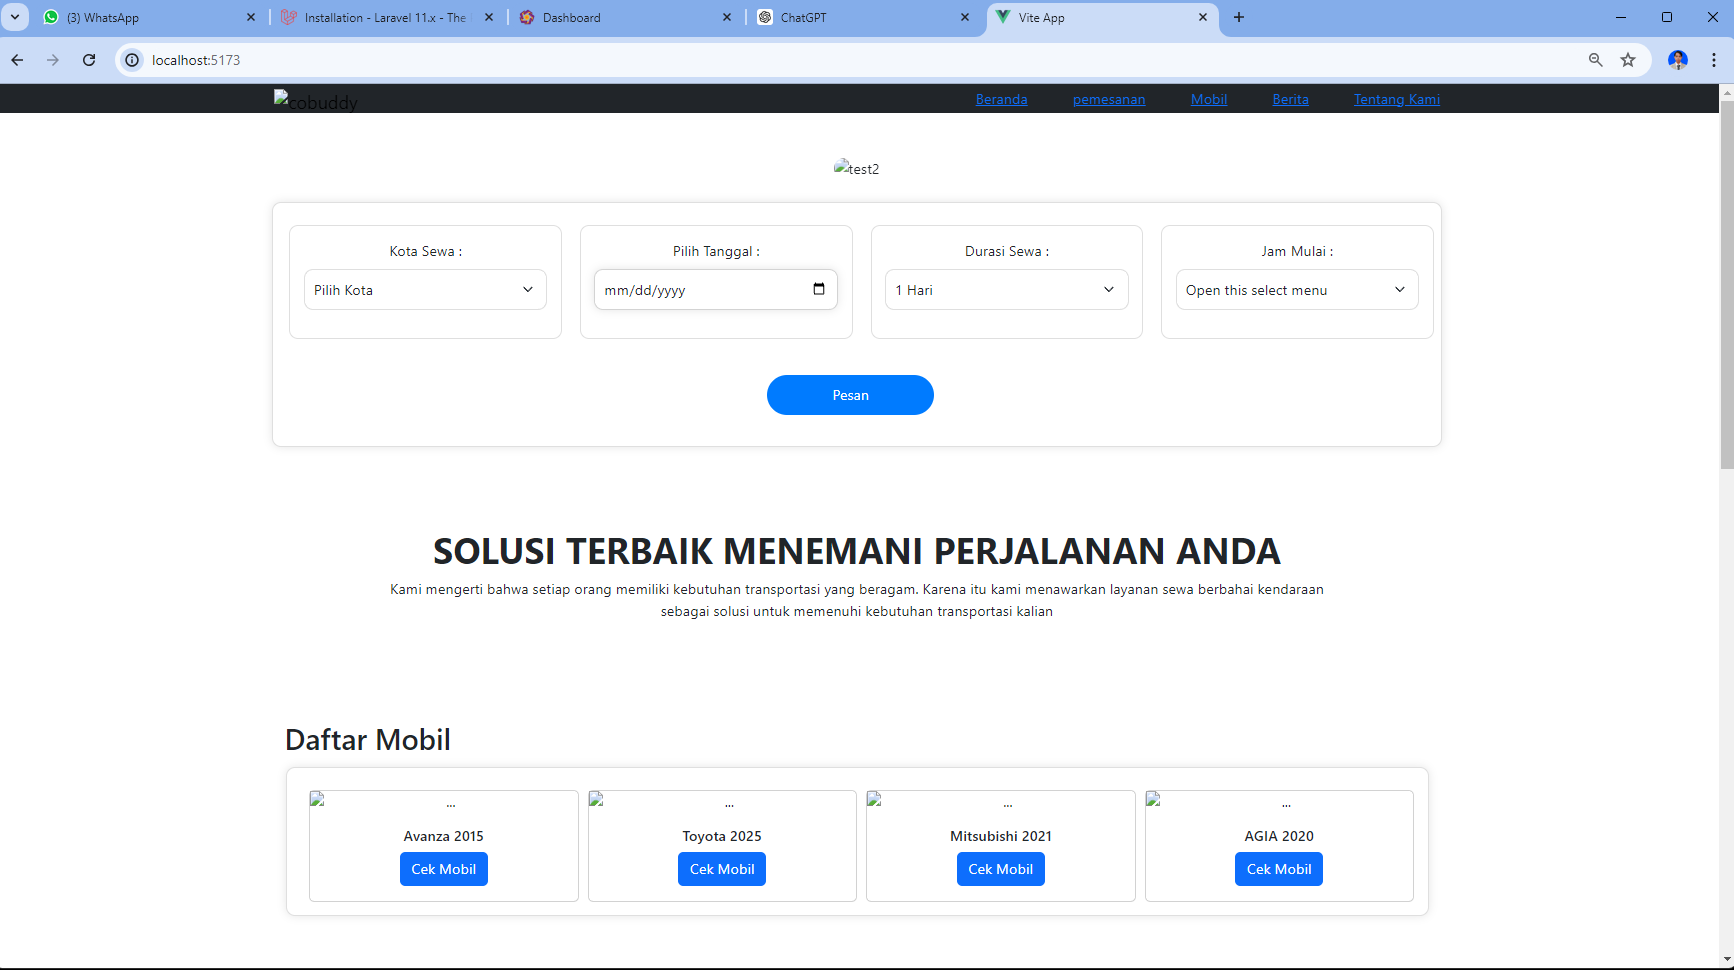 (3) WhatsApp
Installation - Laravel 11.x - The
Dashboard
ChatGPT
Vite App
localhost:5173
cobuddy
Beranda
pemesanan
Mobil
Berita
Tentang Kami
test2
Kota Sewa :
Pilih Tanggal :
Durasi Sewa :
Jam Mulai :
Pilih Kota
mm/dd/yyyy
1 Hari
Open this select menu
Pesan
SOLUSI TERBAIK MENEMANI PERJALANAN ANDA
Kami mengerti bahwa setiap orang memiliki kebutuhan transportasi yang beragam. Karena itu kami menawarkan layanan sewa berbahai kendaraan
sebagai solusi untuk memenuhi kebutuhan transportasi kalian
Daftar Mobil
...
...
...
...
Avanza 2015
Toyota 2025
Mitsubishi 2021
AGIA 2020
Cek Mobil
Cek Mobil
Cek Mobil
Cek Mobil